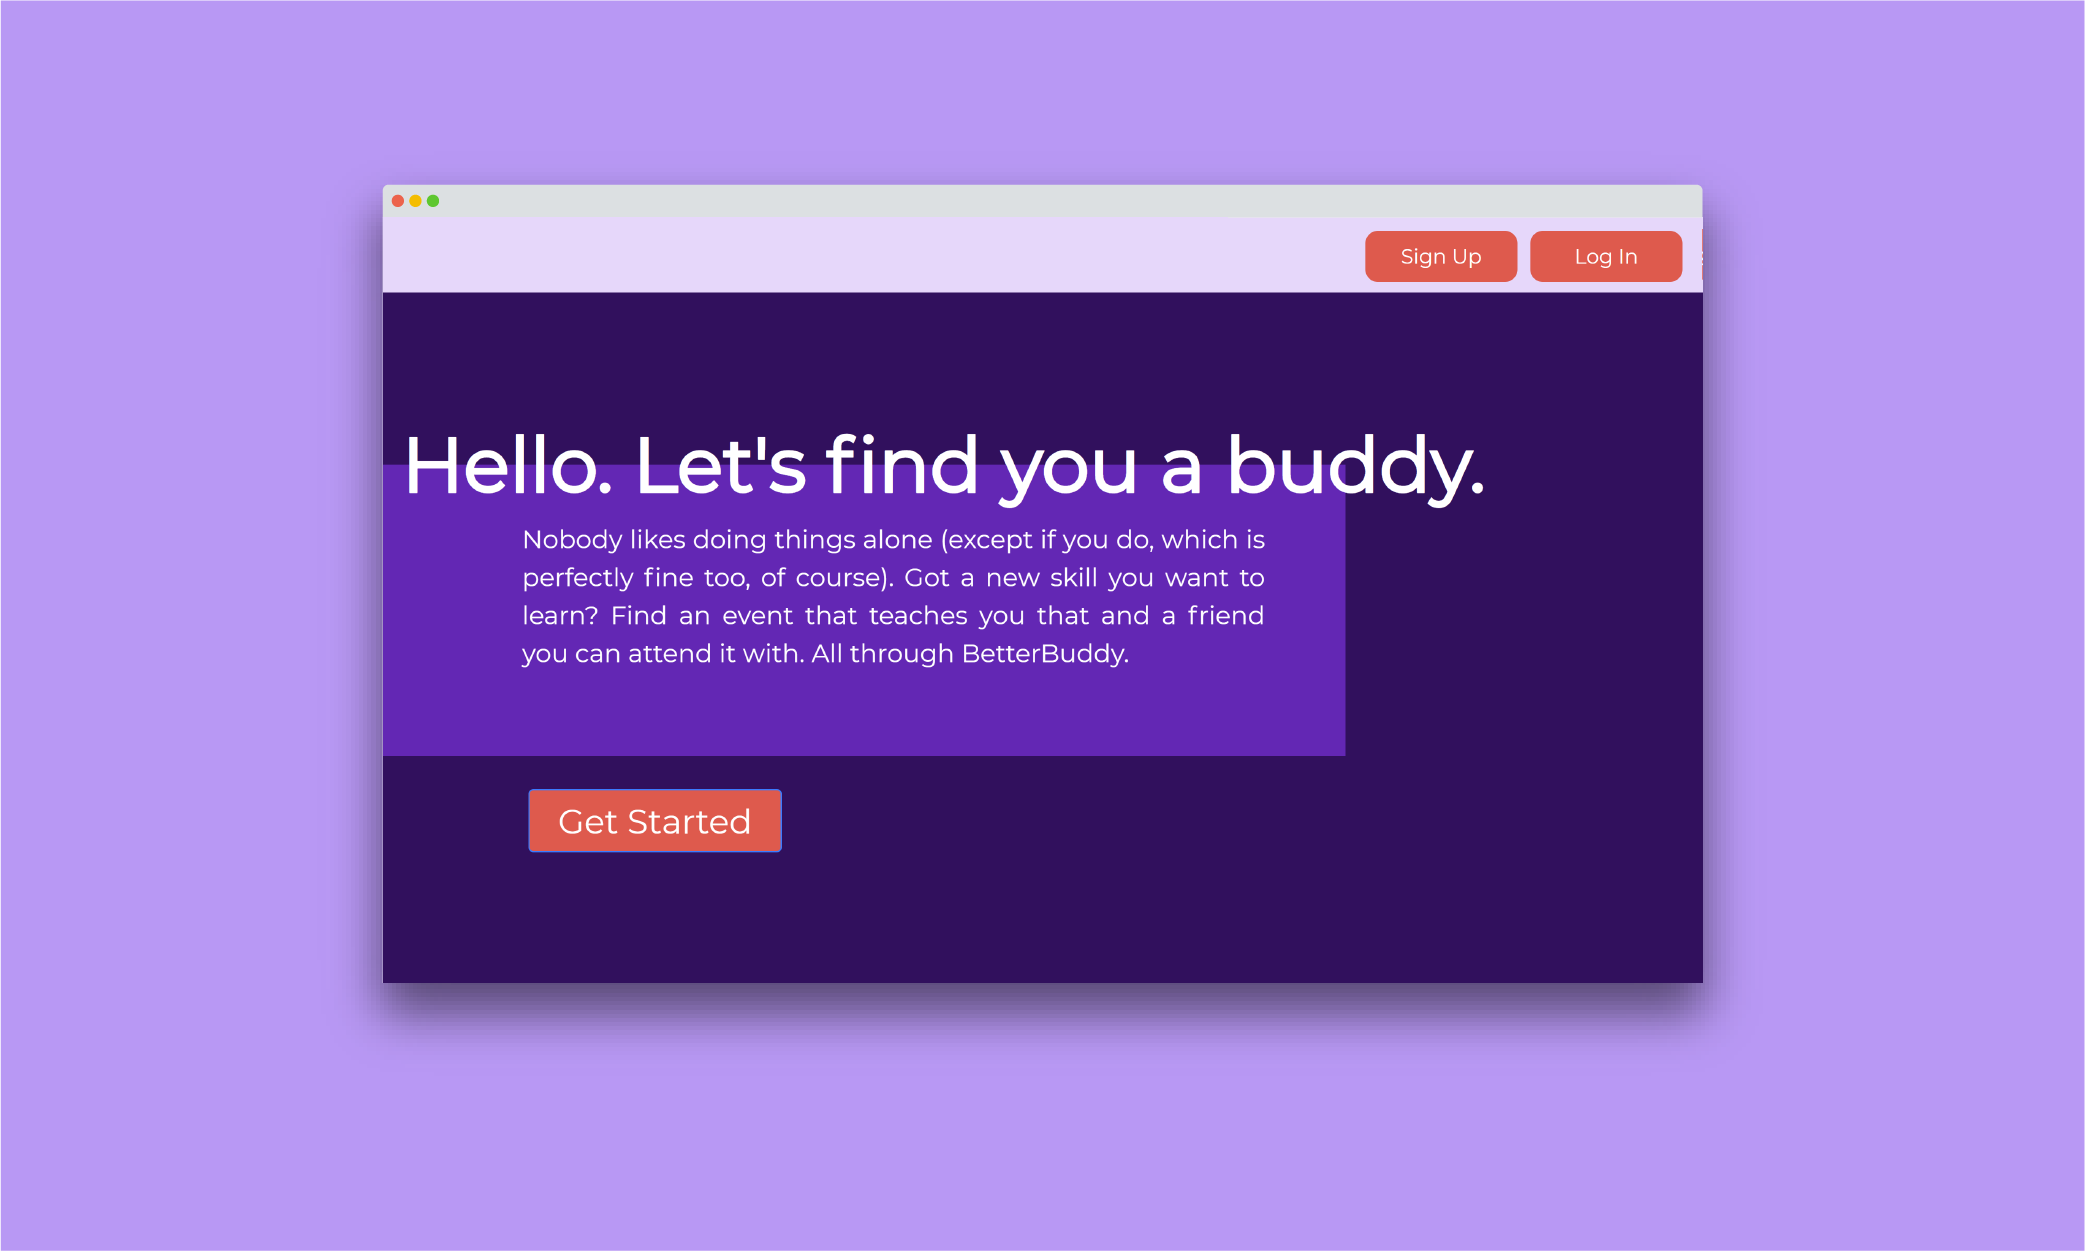 Sign Up
Log In
Hello. Let's find you a buddy.
Nobody likes doing things alone (except if you do, which is
perfectly fine too, of course). Got a new skill you want to
learn? Find an event that teaches you that and a friend
you can attend it with. All through BetterBuddy.
Get Started